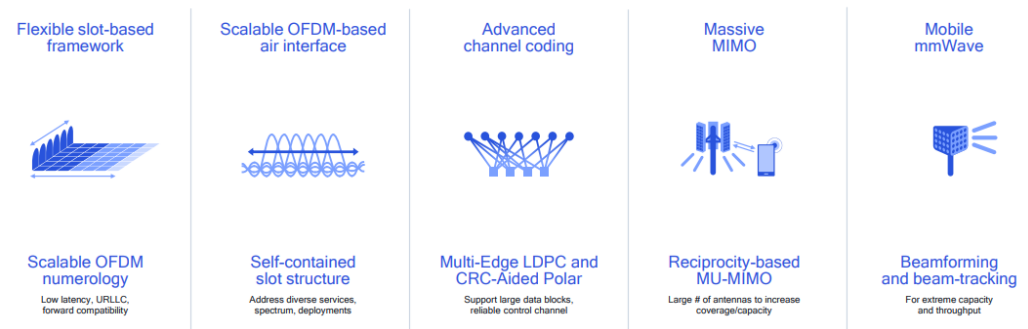 Flexible slot-based
framework
Scalable OFDM-based
air interface
Advanced
channel coding
Massive
MIMO
Mobile
mmWave
Scalable OFDM
numerology
Low latency, URLLC,
forward compatibility
Self-contained
slot structure
Address diverse services,
spectrum, deployments
Multi-Edge LDPC and
CRC-Aided Polar
Support large data blocks,
reliable control channel
Reciprocity-based
MU-MIMO
Large # of antennas to increase
coverage/capacity
Beamforming
and beam-tracking
For extreme capacity
and throughput